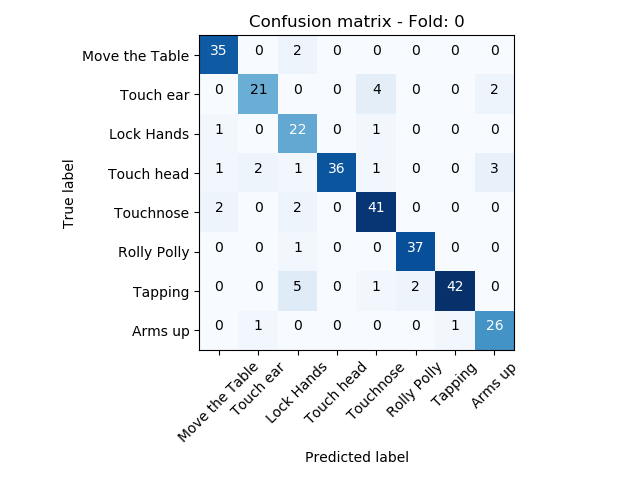 Confusion matrix - Fold: 0
True label
Move the Table 35 0 2 0 0 0 0 0
Touch ear 0 21 0 0 4 0 0 2
Lock Hands 1 0 22 0 1 0 0 0
Touch head 1 2 1 36 1 0 0 3
Touchnose 2 0 2 0 41 0 0 0
Rolly Polly 0 0 1 0 0 37 0 0
Tapping 0 0 5 0 1 2 42 0
Arms up 0 1 0 0 0 0 1 26
Move the Table Touch ear Lock Hands Touch head Touchnose Rolly Polly Tapping Arms up
Predicted label